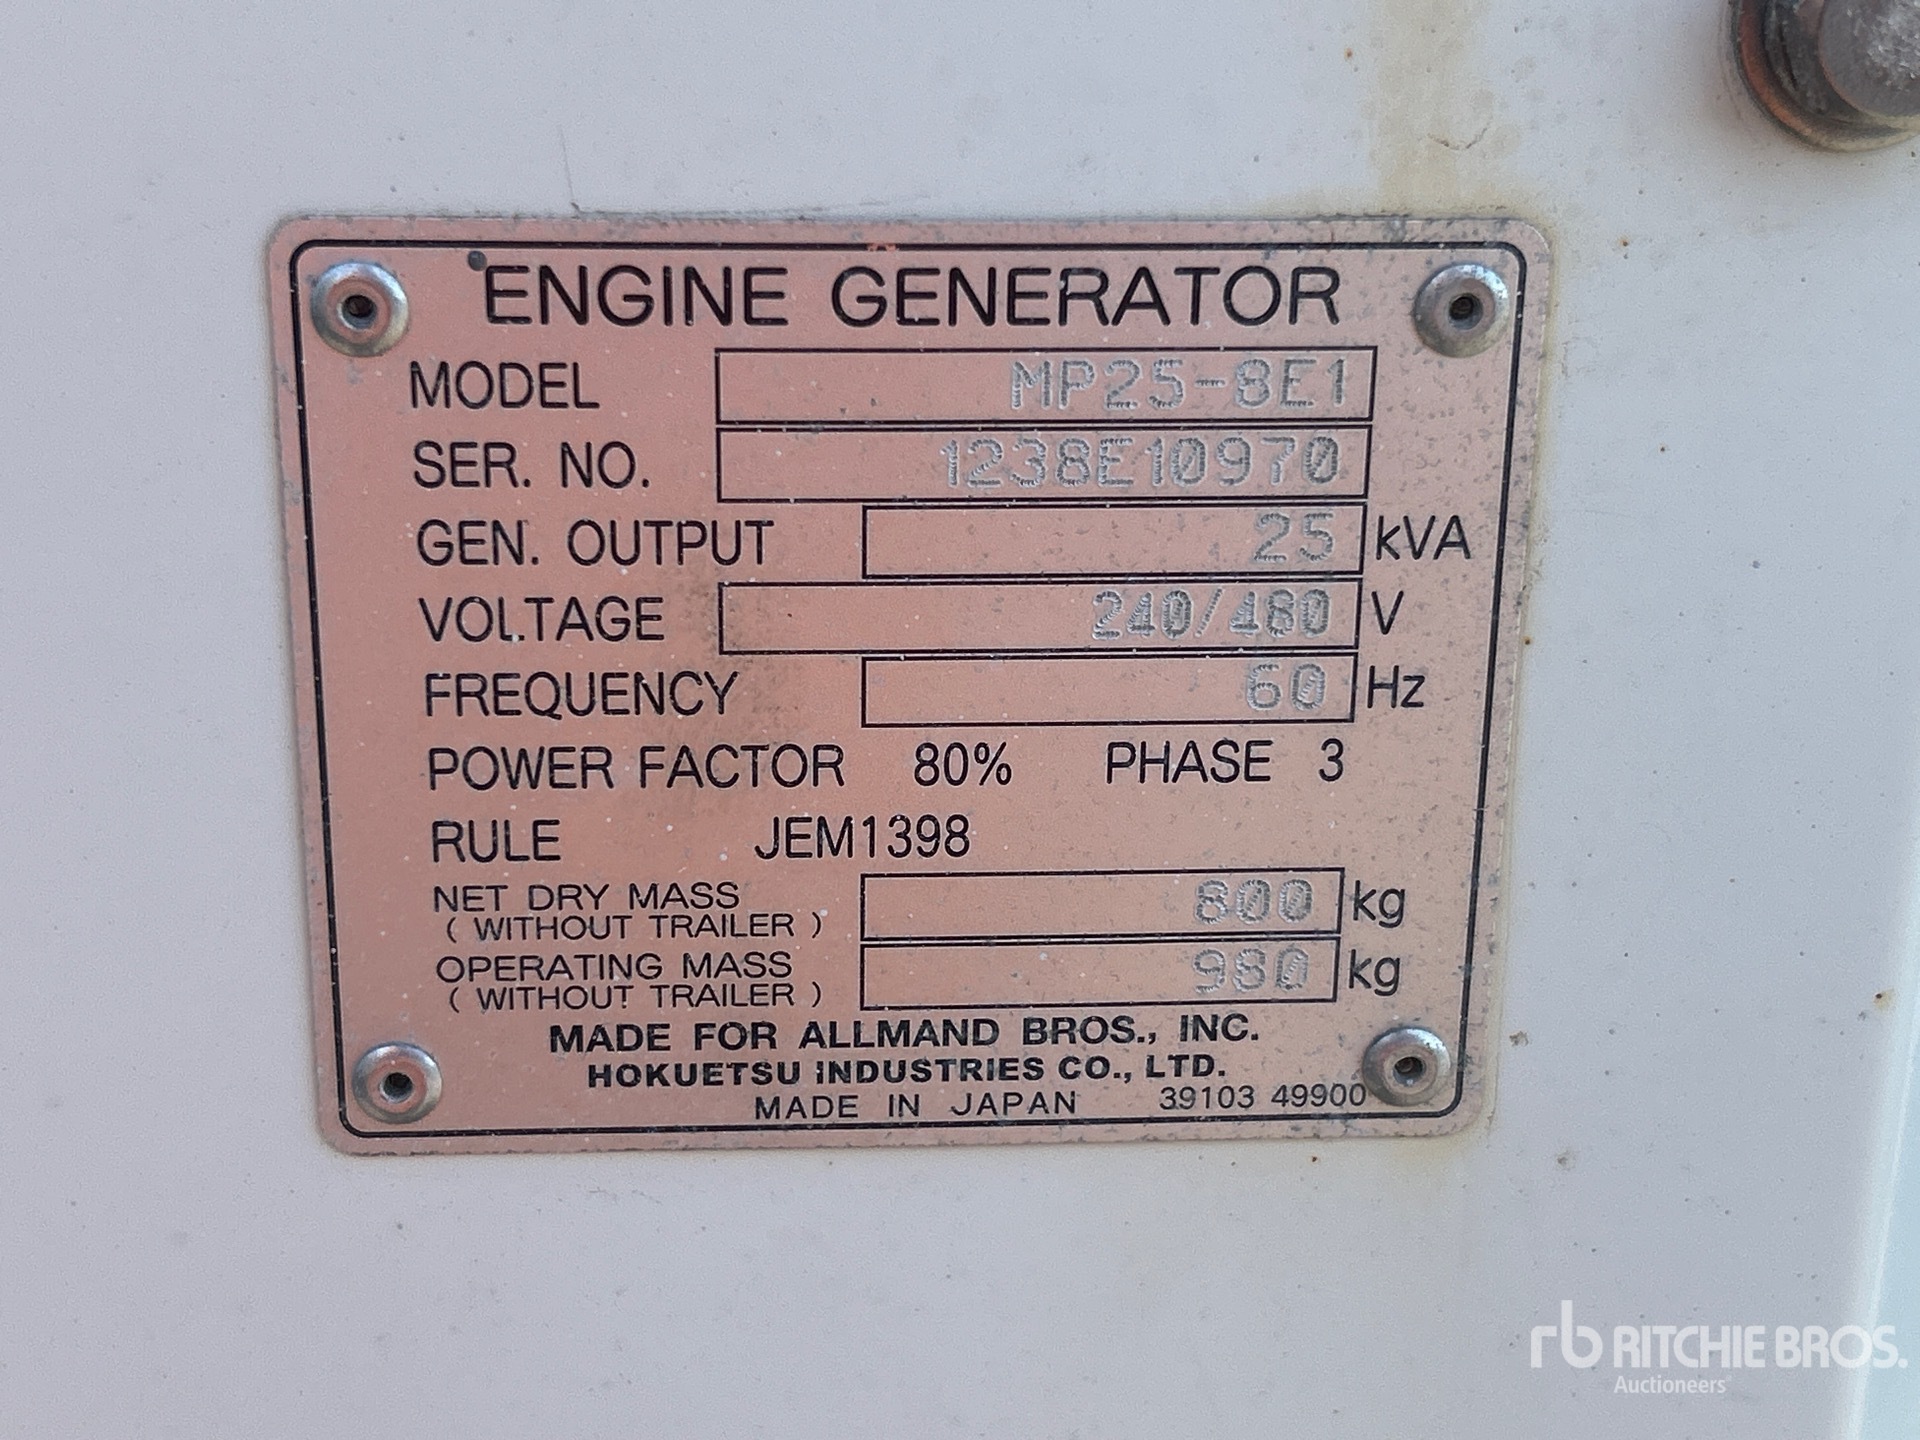 ENGINE GENERATOR
MODEL MP25-8E1
SER. NO. 1238E10970
GEN. OUTPUT 25 kVA
VOLTAGE 240/480 V
FREQUENCY 60 Hz
POWER FACTOR 80% PHASE 3
RULE JEM1398
NET DRY MASS
( WITHOUT TRAILER ) 800 kg
OPERATING MASS
( WITHOUT TRAILER ) 980 kg
MADE FOR ALLMAND BROS., INC.
HOKUETSU INDUSTRIES CO., LTD.
MADE IN JAPAN 39103 49900
rb RITCHIE BROS.
Auctioneers